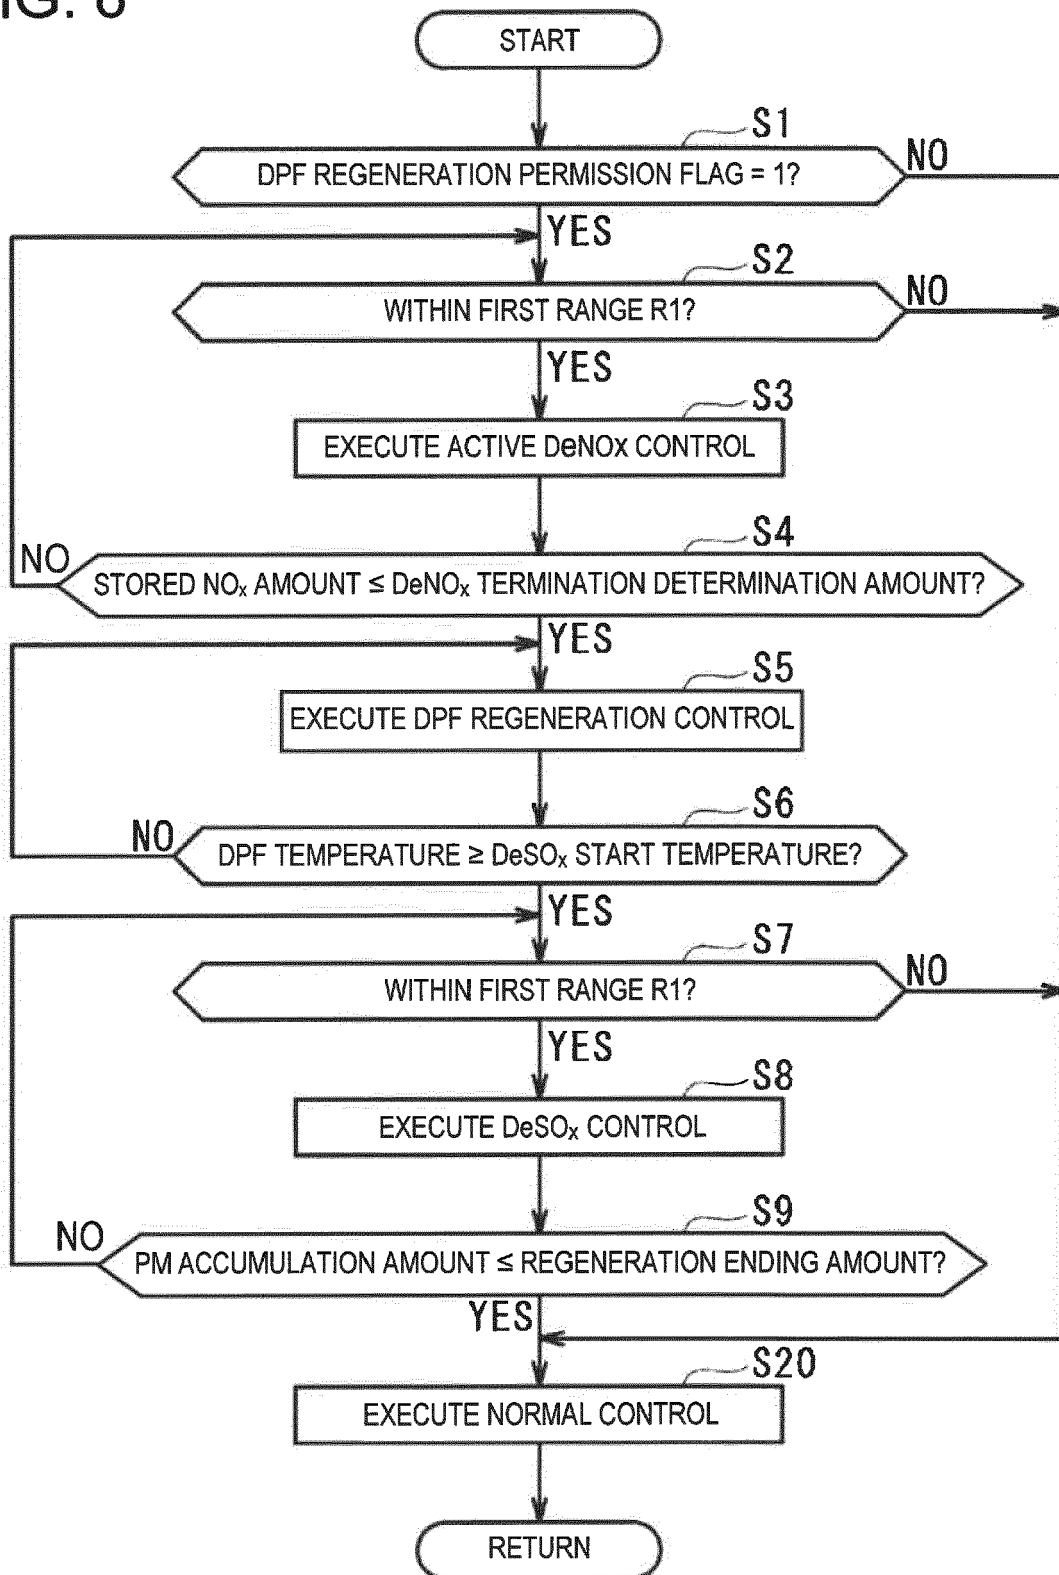 IG. 8
START
S1
DPF REGENERATION PERMISSION FLAG = 1?
NO
YES
S2
WITHIN FIRST RANGE R1?
NO
YES
S3
EXECUTE ACTIVE DeNOx CONTROL
S4
NO
STORED NOx AMOUNT ≤ DeNOx TERMINATION DETERMINATION AMOUNT?
YES
S5
EXECUTE DPF REGENERATION CONTROL
S6
NO
DPF TEMPERATURE ≥ DeSOx START TEMPERATURE?
YES
S7
WITHIN FIRST RANGE R1?
NO
YES
S8
EXECUTE DeSOx CONTROL
S9
NO
PM ACCUMULATION AMOUNT ≤ REGENERATION ENDING AMOUNT?
YES
S20
EXECUTE NORMAL CONTROL
RETURN